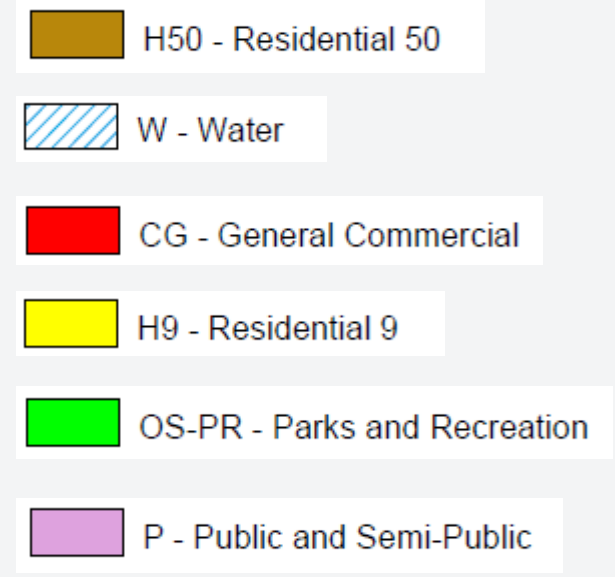 H50 - Residential 50
W - Water
CG - General Commercial
H9 - Residential 9
OS-PR - Parks and Recreation
P - Public and Semi-Public